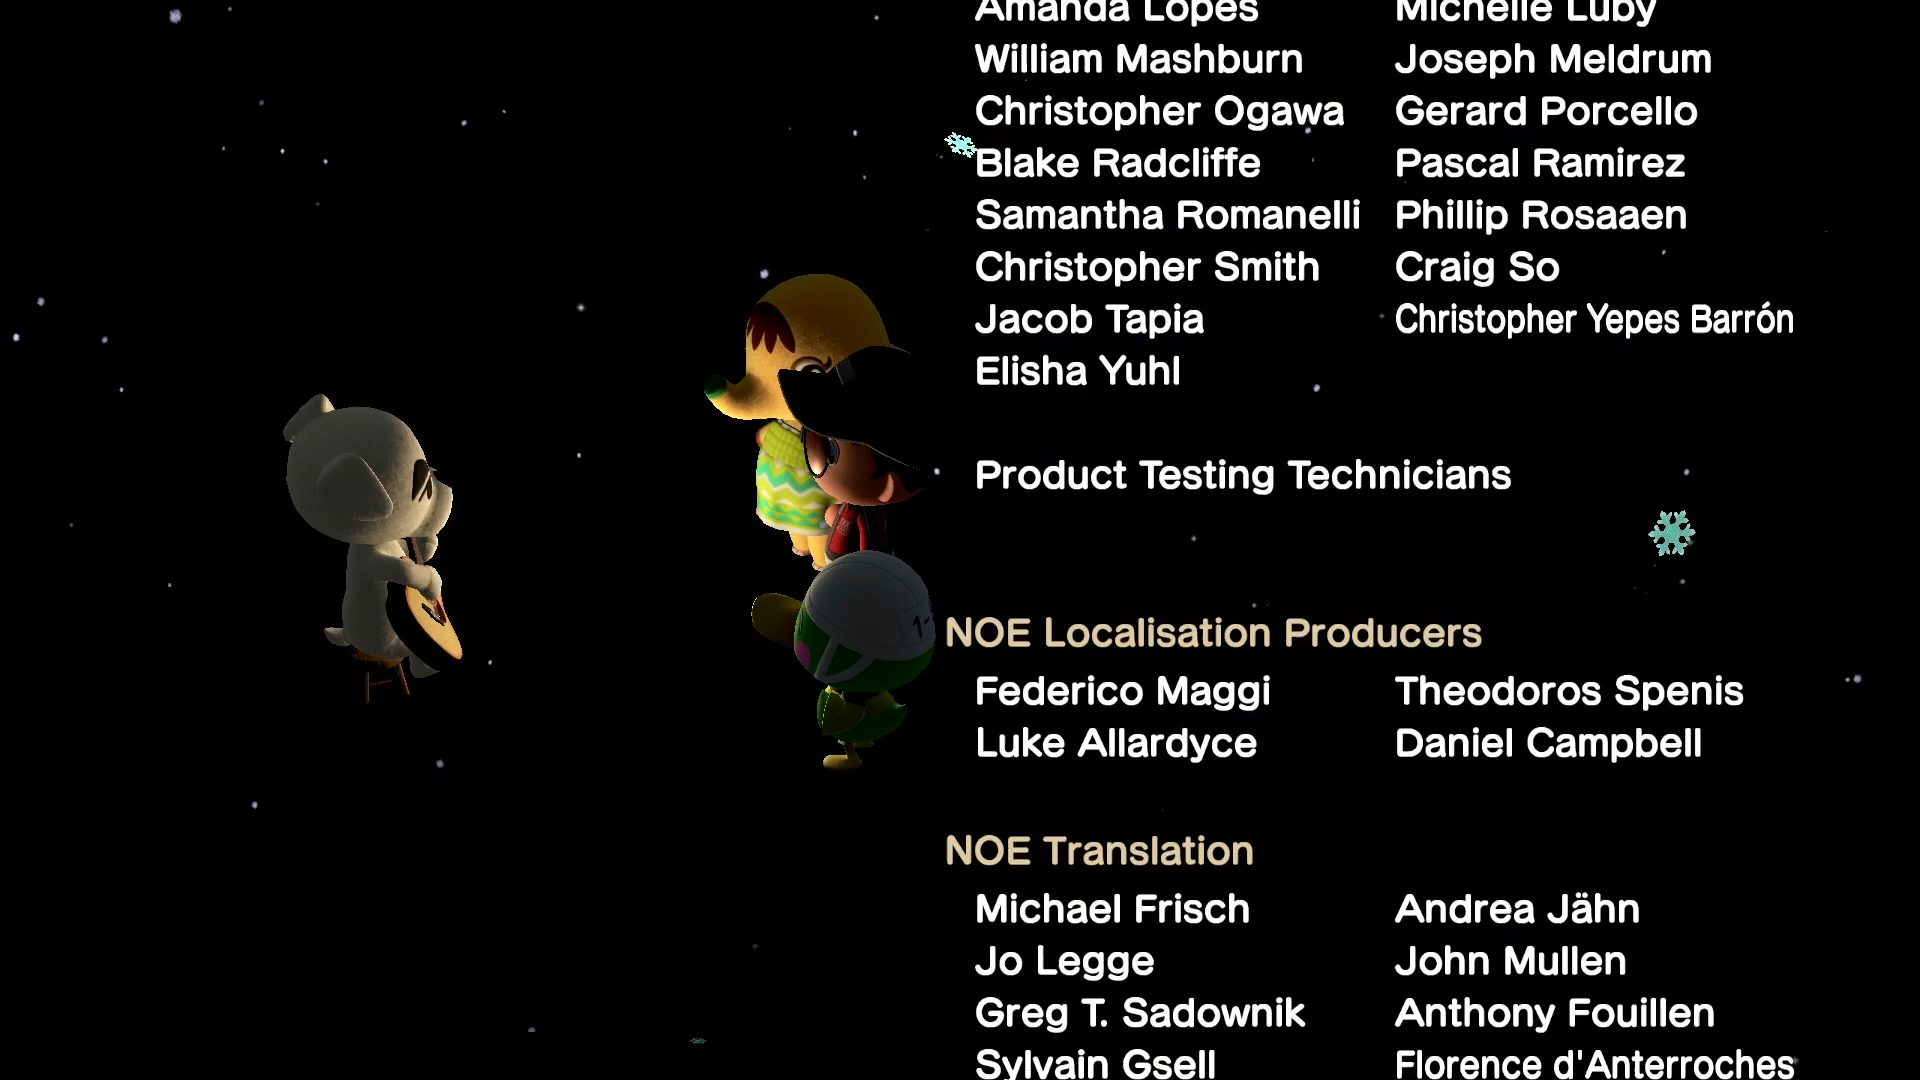 Amanda Lopes Michelle Luby
William Mashburn Joseph Meldrum
Christopher Ogawa Gerard Porcello
Blake Radcliffe Pascal Ramirez
Samantha Romanelli Phillip Rosaaen
Christopher Smith Craig So
Jacob Tapia Christopher Yepes Barrón
Elisha Yuhl
Product Testing Technicians
1-
NOE Localisation Producers
Federico Maggi Theodoros Spenis
Luke Allardyce Daniel Campbell
NOE Translation
Michael Frisch Andrea Jähn
Jo Legge John Mullen
Greg T. Sadownik Anthony Fouillen
Sylvain Gsell Florence d'Anterroches